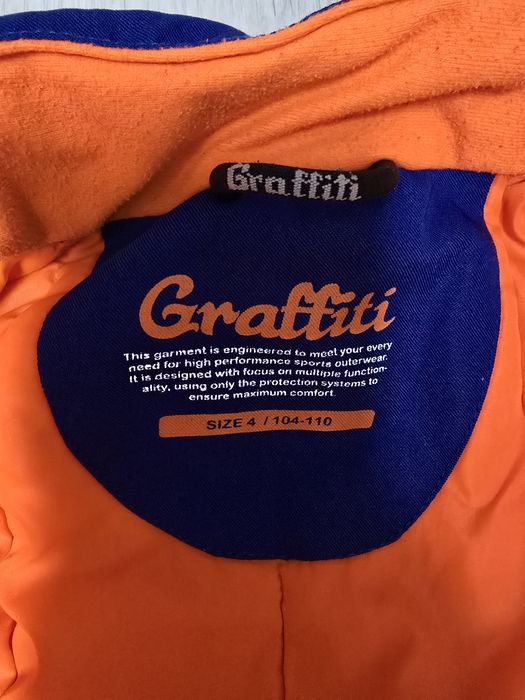 Graffiti
Graffiti
This garment is engineered to meet your every
need for high performance sports outerwear.
It is designed with focus on multiple function-
ality, using only the protection systems to
ensure maximum comfort.
SIZE 4 / 104-110